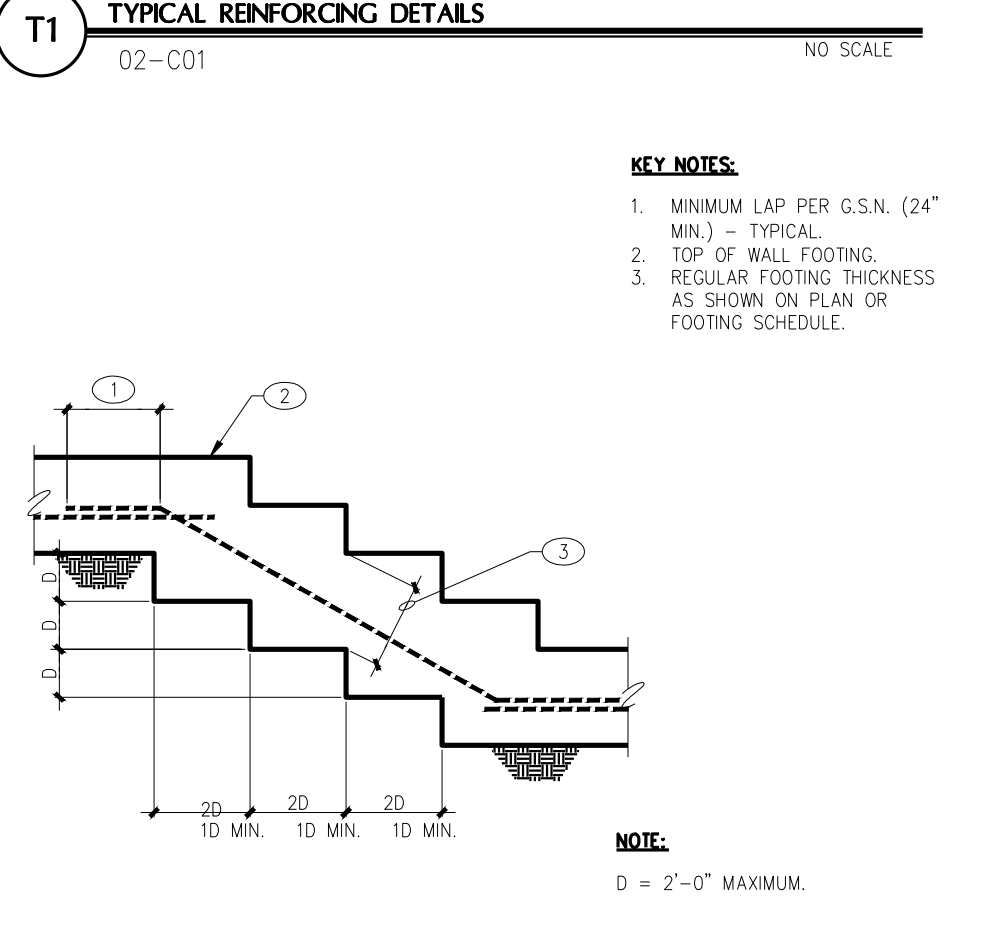 T1
TYPICAL REINFORCING DETAILS
02-C01
NO SCALE
KEY NOTES:
1. MINIMUM LAP PER G.S.N. (24"
MIN.) - TYPICAL.
2. TOP OF WALL FOOTING.
3. REGULAR FOOTING THICKNESS
AS SHOWN ON PLAN OR
FOOTING SCHEDULE.
1
2
3
D
D
D
2D
2D
2D
1D MIN.
1D MIN.
1D MIN.
NOTE:
D = 2'-0" MAXIMUM.